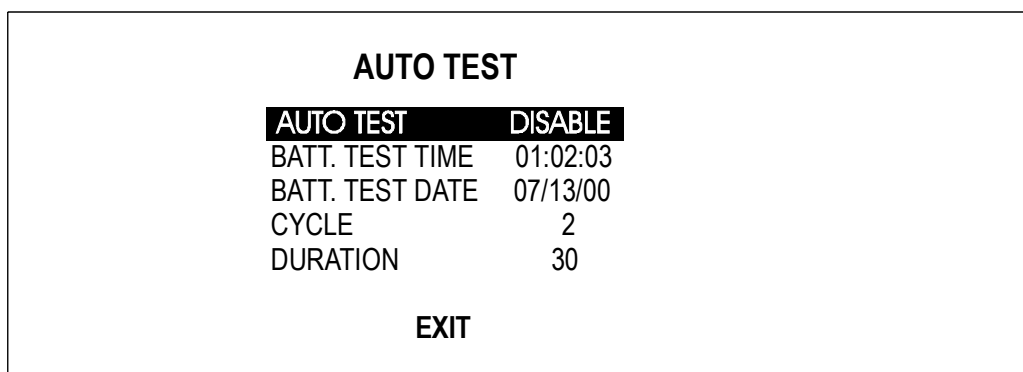 AUTO TEST
AUTO TEST DISABLE
BATT. TEST TIME 01:02:03
BATT. TEST DATE 07/13/00
CYCLE 2
DURATION 30
EXIT